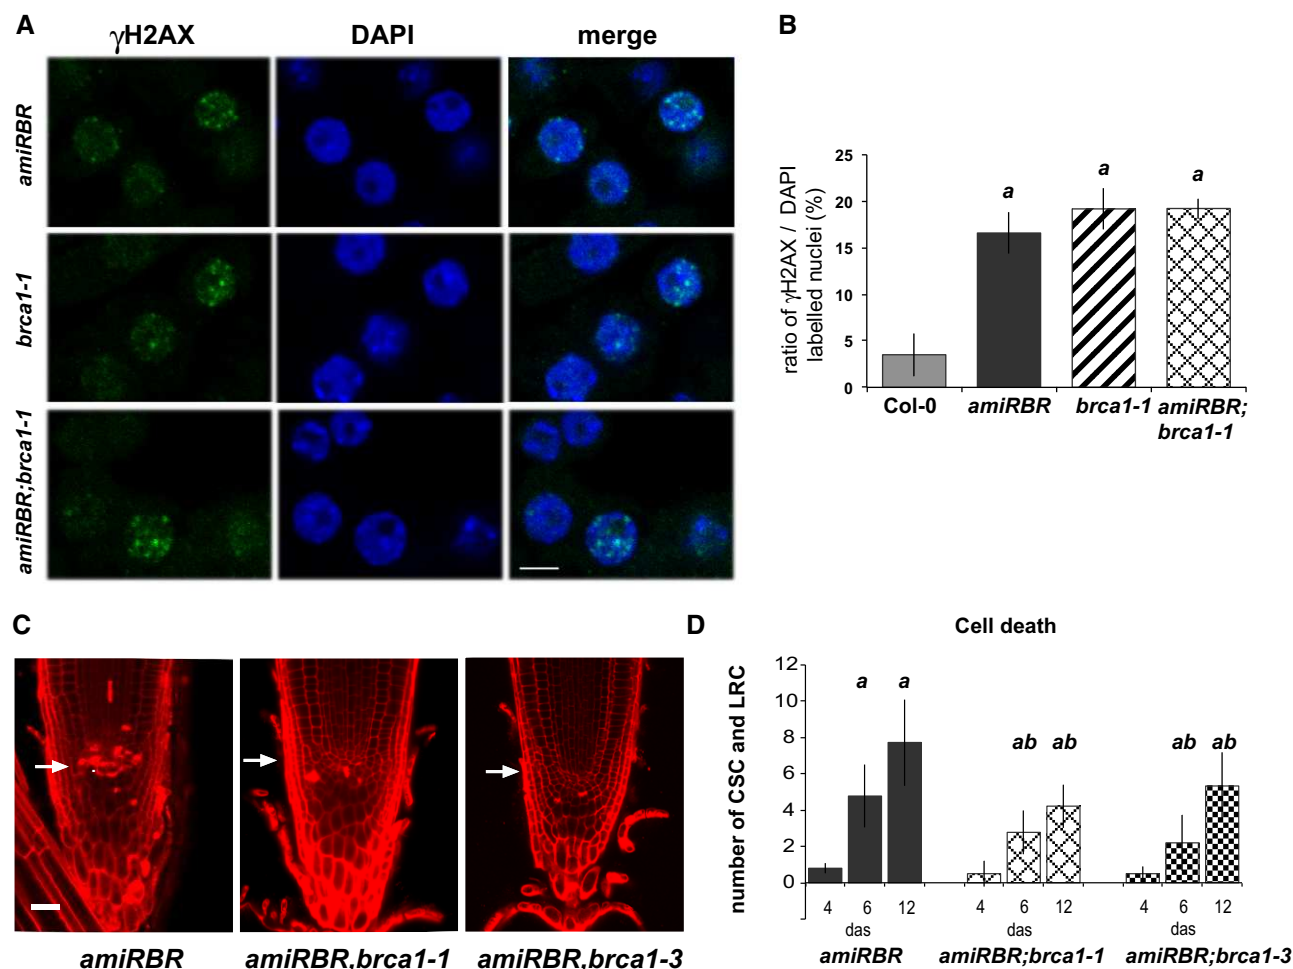 A
γH2AX
DAPI
merge
amiRBR
brca1-1
amiRBR;brca1-1
B
ratio of γH2AX / DAPI
labelled nuclei (%)
25
20
15
10
5
0
a
a
a
Col-0
amiRBR
brca1-1
amiRBR;
brca1-1
C
amiRBR
amiRBR,brca1-1
amiRBR,brca1-3
D
Cell death
number of CSC and LRC
12
10
8
6
4
2
0
a
a
ab
ab
ab
ab
4 6 12
das
amiRBR
4 6 12
das
amiRBR;brca1-1
4 6 12
das
amiRBR;brca1-3